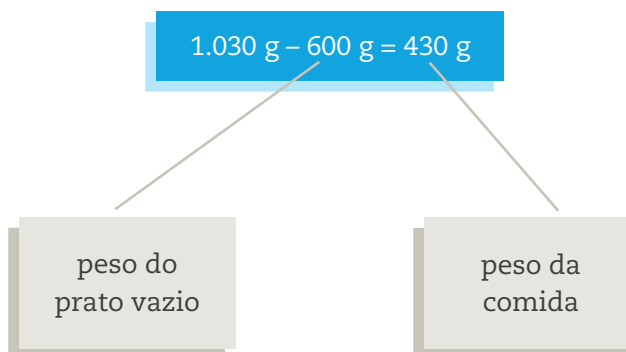 1.030 g – 600 g = 430 g
peso do
prato vazio
peso da
comida